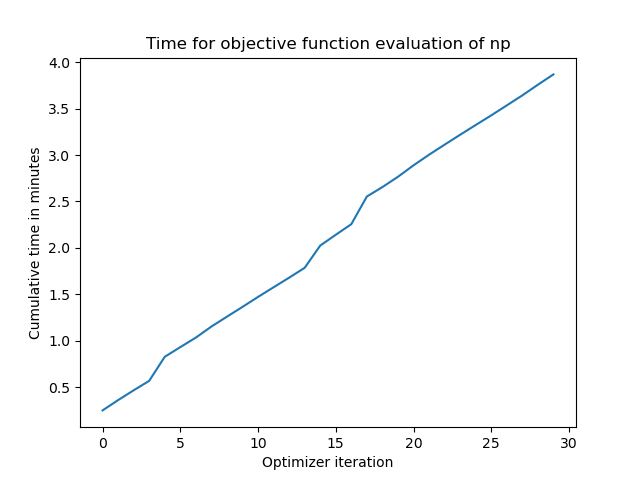 Time for objective function evaluation of np
4.0
3.5
3.0
2.5
2.0
1.5
1.0
0.5
Cumulative time in minutes
0 5 10 15 20 25 30
Optimizer iteration